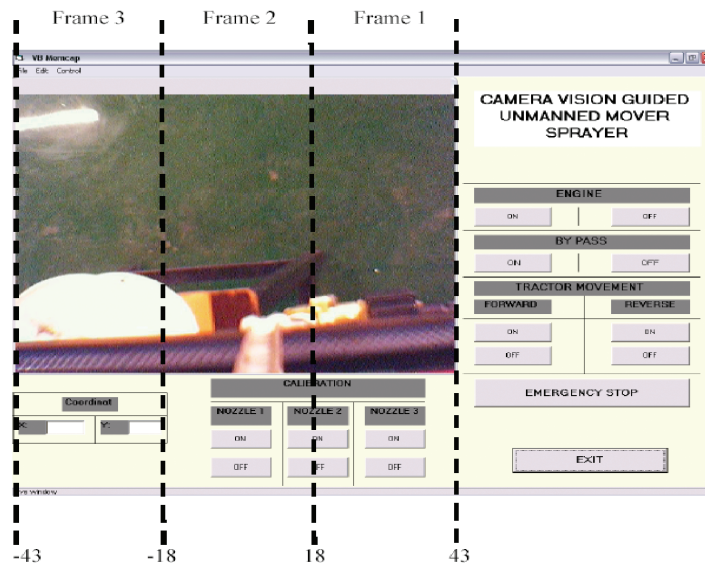 Frame 3 Frame 2 Frame 1
VB Memcap
File Edit Control
CAMERA VISION GUIDED
UNMANNED MOVER
SPRAYER
ENGINE
ON OFF
BY PASS
ON OFF
TRACTOR MOVEMENT
FORWARD REVERSE
ON ON
OFF OFF
EMERGENCY STOP
EXIT
CALIBRATION
NOZZLE 1 NOZZLE 2 NOZZLE 3
ON ON ON
OFF OFF OFF
Coordinat
X: Y:
window
-43 -18 18 43